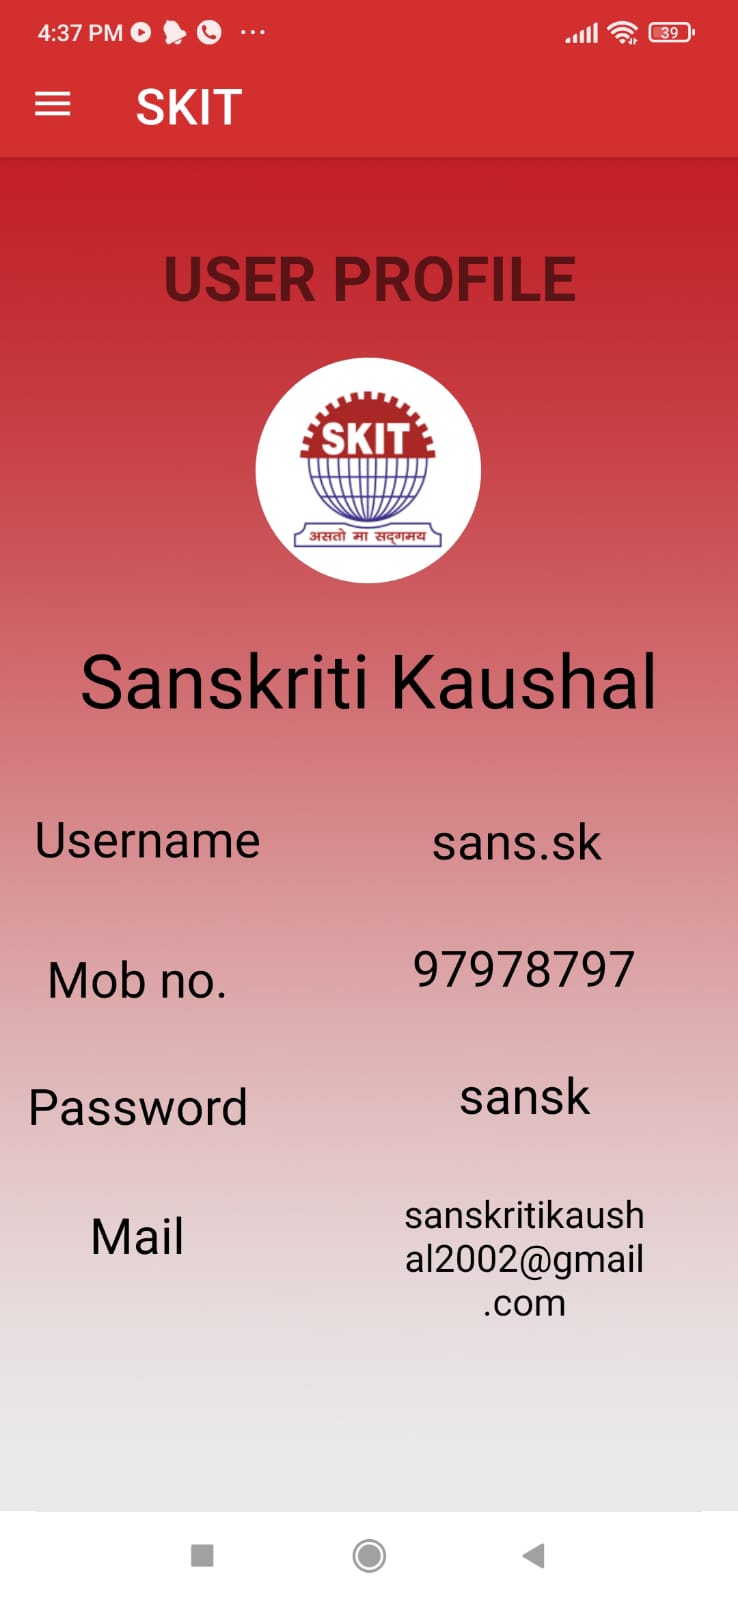 4:37 PM
39
SKIT
USER PROFILE
SKIT
असतो मा सद्गमय
Sanskriti Kaushal
Username
sans.sk
Mob no.
97978797
Password
sansk
Mail
sanskritikaush
al2002@gmail
.com